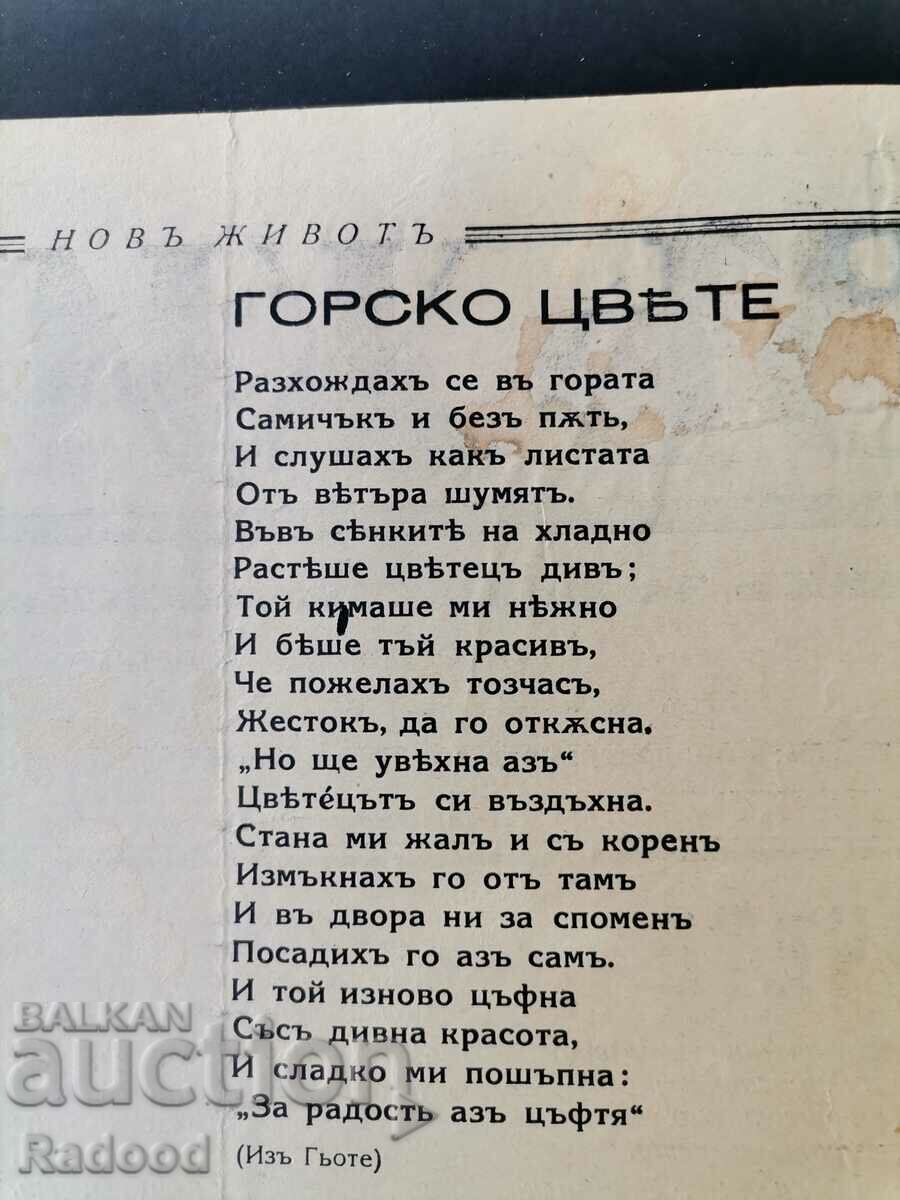 НОВЪ ЖИВОТЪ
ГОРСКО ЦВѢТЕ
Разхождахъ се въ гората
Самичъкъ и безъ пѫть,
И слушахъ какъ листата
Отъ вѣтъра шумятъ.
Въвъ сѣнкитѣ на хладно
Растѣше цвѣтецъ дивъ;
Той кимаше ми нѣжно
И бѣше тъй красивъ,
Че пожелахъ тозчасъ,
Жестокъ, да го откѫсна.
„Но ще увѣхна азъ“
Цвѣте́цътъ си въздъхна.
Стана ми жалъ и съ коренъ
Измъкнахъ го отъ тамъ
И въ двора ни за споменъ
Посадихъ го азъ самъ.
И той изново цъфна
Със​ъ дивна красота,
И сладко ми пошъпна:
„За радость азъ цъфтя“
(Изъ Гьоте)
BALKAN
auction
Radood